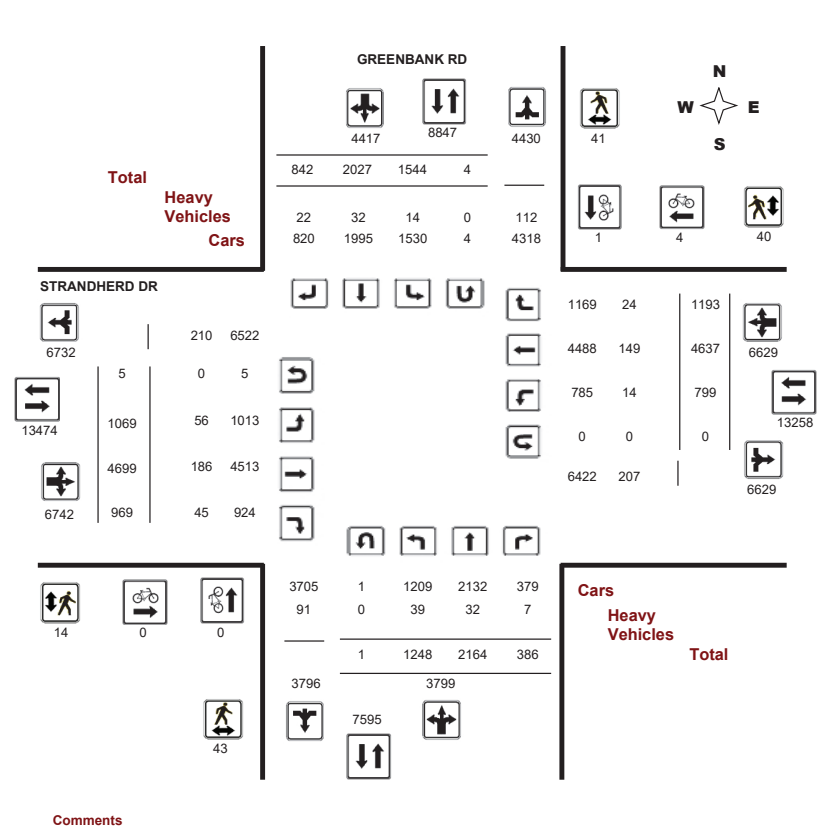 GREENBANK RD
N
W E
S
4417 8847 4430 41
842 2027 1544 4
Total
Heavy
Vehicles
Cars
22 32 14 0 112
820 1995 1530 4 4318
1 4 40
STRANDHERD DR
6732
210 6522
5 0 5
13474
1069 56 1013
4699 186 4513
6742
969 45 924
1169 24 1193
4488 149 4637
6629
785 14 799
13258
0 0 0
6422 207
6629
14 0 0
43
3705 1 1209 2132 379
91 0 39 32 7
1 1248 2164 386
3796 3799
7595
Cars
Heavy
Vehicles
Total
Comments